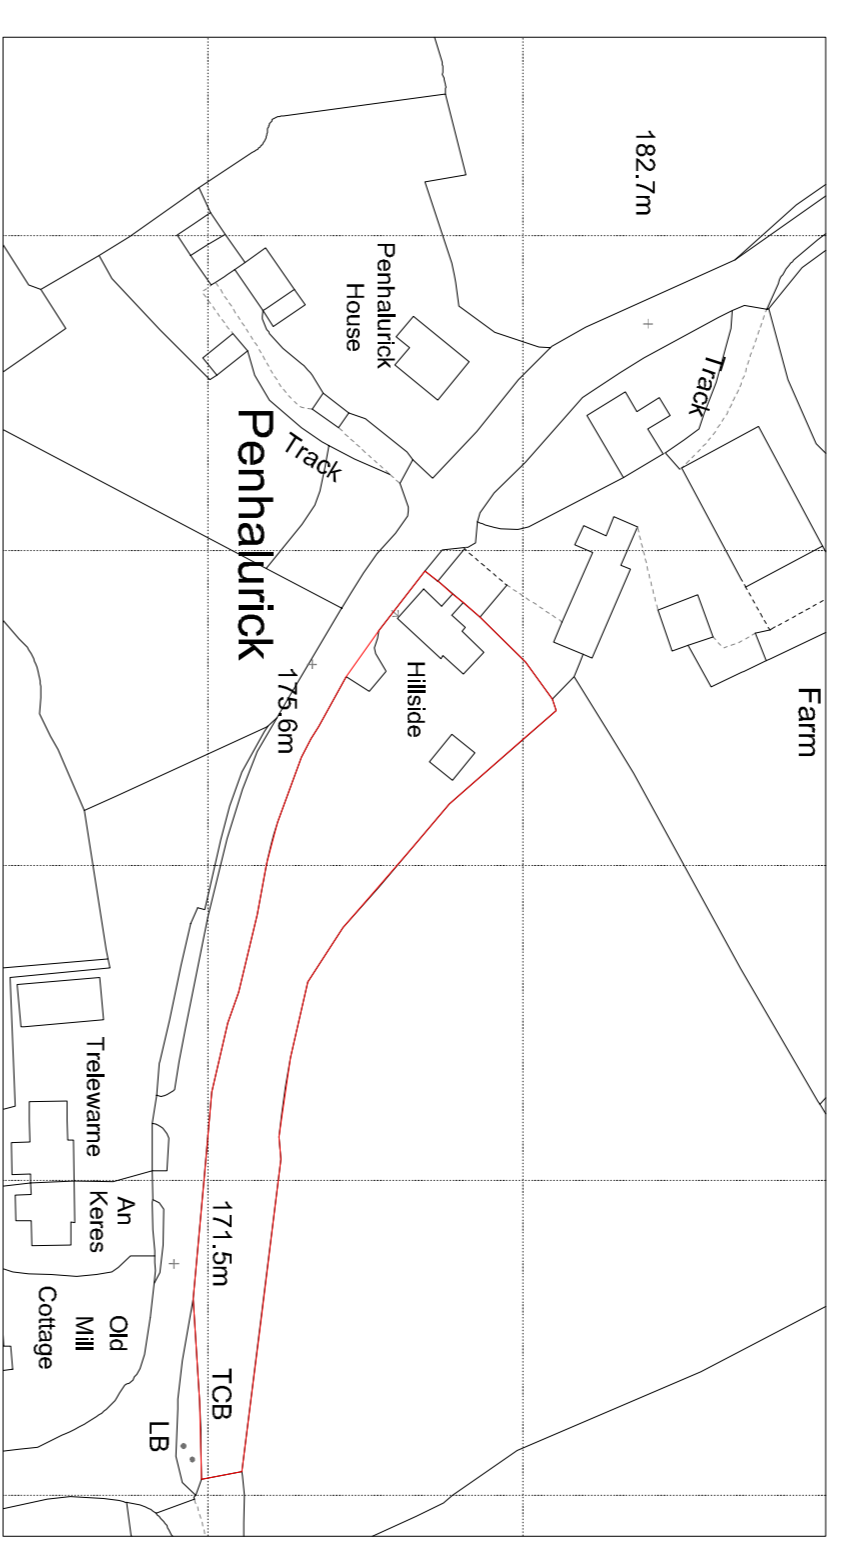 182.7m
Penhalurick
House
Track
Track
Penhalurick
Farm
Hillside
175.6m
Trelewarne
An
Keres
171.5m
Old
Mill
Cottage
TCB
LB